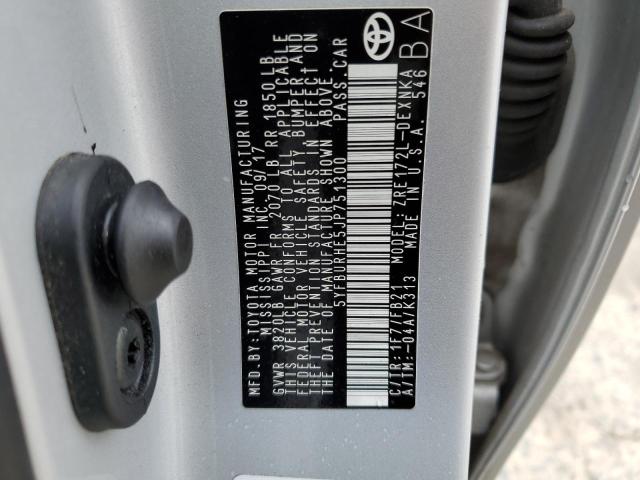 MFD.BY:TOYOTA MOTOR MANUFACTURING
MISSISSIPPI INC. 09/17
GVWR 3820LB GAWR FR 2070 LB RR 1850LB
THIS VEHICLE CONFORMS TO ALL APPLICABLE
FEDERAL MOTOR VEHICLE SAFETY, BUMPER AND
THEFT PREVENTION STANDARDS IN EFFECT ON
THE DATE OF MANUFACTURE SHOWN ABOVE.
5YFBURHE5JP751300 PASS.CAR
C/TR:1F7/FB21 MODEL:ZRE172L-DEXNKA
A/TM:-04A/K313 MADE IN U.S.A. 546
TOYOTA
BA